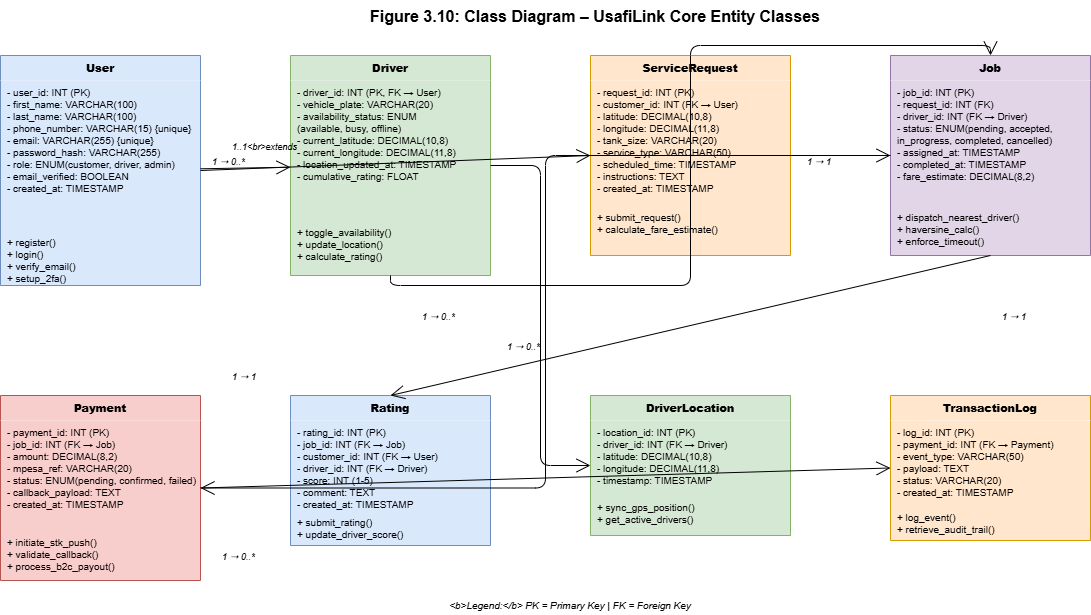 Figure 3.10: Class Diagram – UsafiLink Core Entity Classes
User
- user_id: INT (PK)
- first_name: VARCHAR(100)
- last_name: VARCHAR(100)
- phone_number: VARCHAR(15) {unique}
- email: VARCHAR(255) {unique}
- password_hash: VARCHAR(255)
- role: ENUM(customer, driver, admin)
- email_verified: BOOLEAN
- created_at: TIMESTAMP
+ register()
+ login()
+ verify_email()
+ setup_2fa()
1..1<br>extends
1 → 0..*
Driver
- driver_id: INT (PK, FK → User)
- vehicle_plate: VARCHAR(20)
- availability_status: ENUM
(available, busy, offline)
- current_latitude: DECIMAL(10,8)
- current_longitude: DECIMAL(11,8)
- location_updated_at: TIMESTAMP
- cumulative_rating: FLOAT
+ toggle_availability()
+ update_location()
+ calculate_rating()
ServiceRequest
- request_id: INT (PK)
- customer_id: INT (FK → User)
- latitude: DECIMAL(10,8)
- longitude: DECIMAL(11,8)
- tank_size: VARCHAR(20)
- service_type: VARCHAR(50)
- scheduled_time: TIMESTAMP
- instructions: TEXT
- created_at: TIMESTAMP
+ submit_request()
+ calculate_fare_estimate()
1 → 1
Job
- job_id: INT (PK)
- request_id: INT (FK)
- driver_id: INT (FK → Driver)
- status: ENUM(pending, accepted,
in_progress, completed, cancelled)
- assigned_at: TIMESTAMP
- completed_at: TIMESTAMP
- fare_estimate: DECIMAL(8,2)
+ dispatch_nearest_driver()
+ haversine_calc()
+ enforce_timeout()
1 → 0..*
1 → 1
1 → 0..*
1 → 1
Payment
- payment_id: INT (PK)
- job_id: INT (FK → Job)
- amount: DECIMAL(8,2)
- mpesa_ref: VARCHAR(20)
- status: ENUM(pending, confirmed, failed)
- callback_payload: TEXT
- created_at: TIMESTAMP
+ initiate_stk_push()
+ validate_callback()
+ process_b2c_payout()
1 → 0..*
Rating
- rating_id: INT (PK)
- job_id: INT (FK → Job)
- customer_id: INT (FK → User)
- driver_id: INT (FK → Driver)
- score: INT (1-5)
- comment: TEXT
- created_at: TIMESTAMP
+ submit_rating()
+ update_driver_score()
DriverLocation
- location_id: INT (PK)
- driver_id: INT (FK → Driver)
- latitude: DECIMAL(10,8)
- longitude: DECIMAL(11,8)
- timestamp: TIMESTAMP
+ sync_gps_position()
+ get_active_drivers()
TransactionLog
- log_id: INT (PK)
- payment_id: INT (FK → Payment)
- event_type: VARCHAR(50)
- payload: TEXT
- status: VARCHAR(20)
- created_at: TIMESTAMP
+ log_event()
+ retrieve_audit_trail()
<b>Legend:</b> PK = Primary Key | FK = Foreign Key